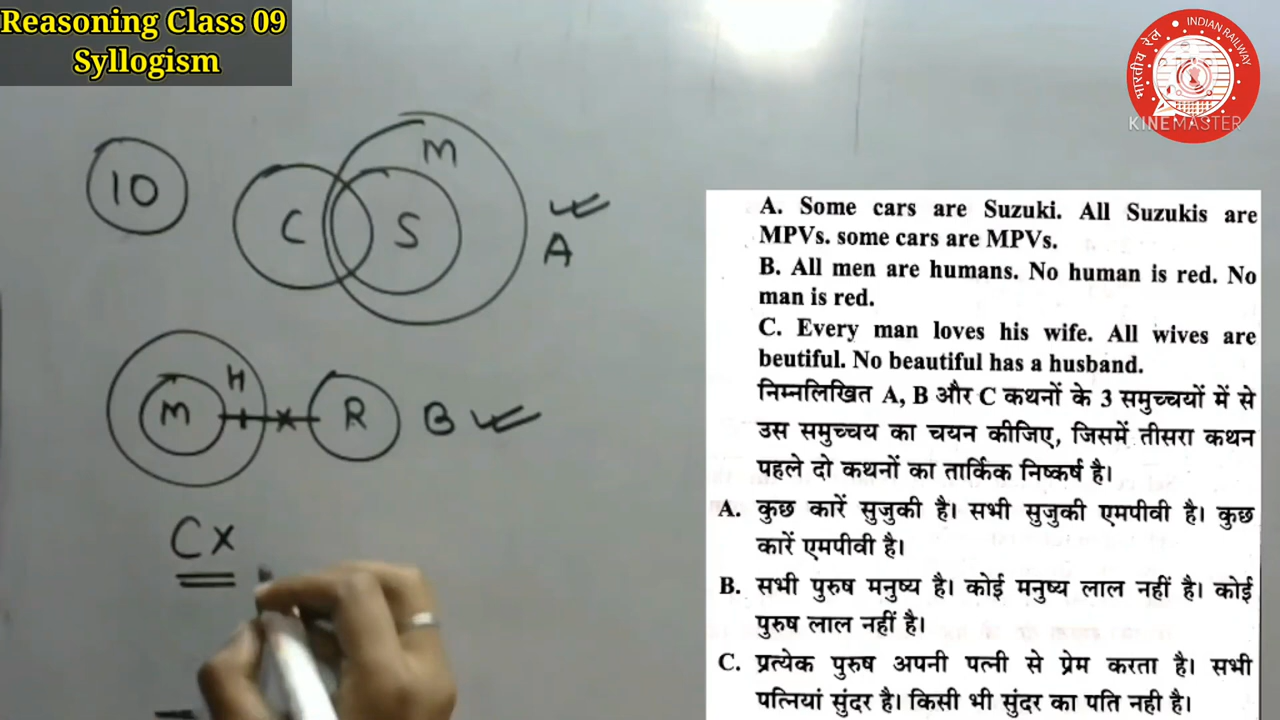 Reasoning Class 09
Syllogism
भारतीय रेल • INDIAN RAILWAY
KINEMASTER
10
C
S
M
A
M
H
R
B
CX
A. Some cars are Suzuki. All Suzukis are
MPVs. some cars are MPVs.
B. All men are humans. No human is red. No
man is red.
C. Every man loves his wife. All wives are
beutiful. No beautiful has a husband.
निम्नलिखित A, B और C कथनों के 3 समुच्चयों में से
उस समुच्चय का चयन कीजिए, जिसमें तीसरा कथन
पहले दो कथनों का तार्किक निष्कर्ष है।
A. कुछ कारें सुजुकी है। सभी सुजुकी एमपीवी है। कुछ
कारें एमपीवी है।
B. सभी पुरुष मनुष्य है। कोई मनुष्य लाल नहीं है। कोई
पुरुष लाल नहीं है।
C. प्रत्येक पुरुष अपनी पत्नी से प्रेम करता है। सभी
पत्नियां सुंदर है। किसी भी सुंदर का पति नही है।